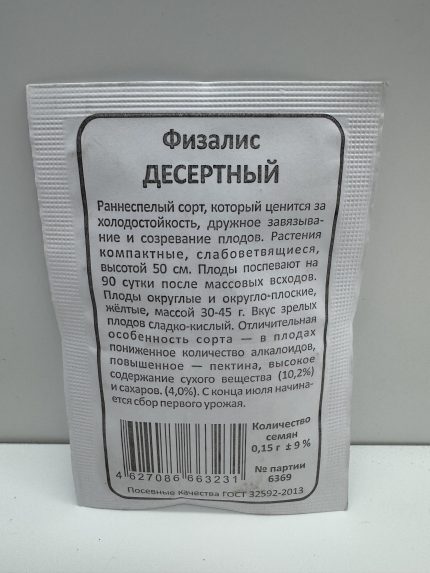 Физалис
ДЕСЕРТНЫЙ
Раннеспелый сорт, который ценится за
холодостойкость, дружное завязыва-
ние и созревание плодов. Растения
компактные, слабоветвящиеся,
высотой 50 см. Плоды поспевают на
90 сутки после массовых всходов.
Плоды округлые и округло-плоские,
жёлтые, массой 30-45 г. Вкус зрелых
плодов сладко-кислый. Отличительная
особенность сорта — в плодах
пониженное количество алкалоидов,
повышенное — пектина, высокое
содержание сухого вещества (10,2%)
и сахаров. (4,0%). С конца июля начина-
ется сбор первого урожая.
Количество
семян
0,15 г ± 9 %
№ партии
6369
4 627086 663231
Посевные Качества ГОСТ 32592-2013